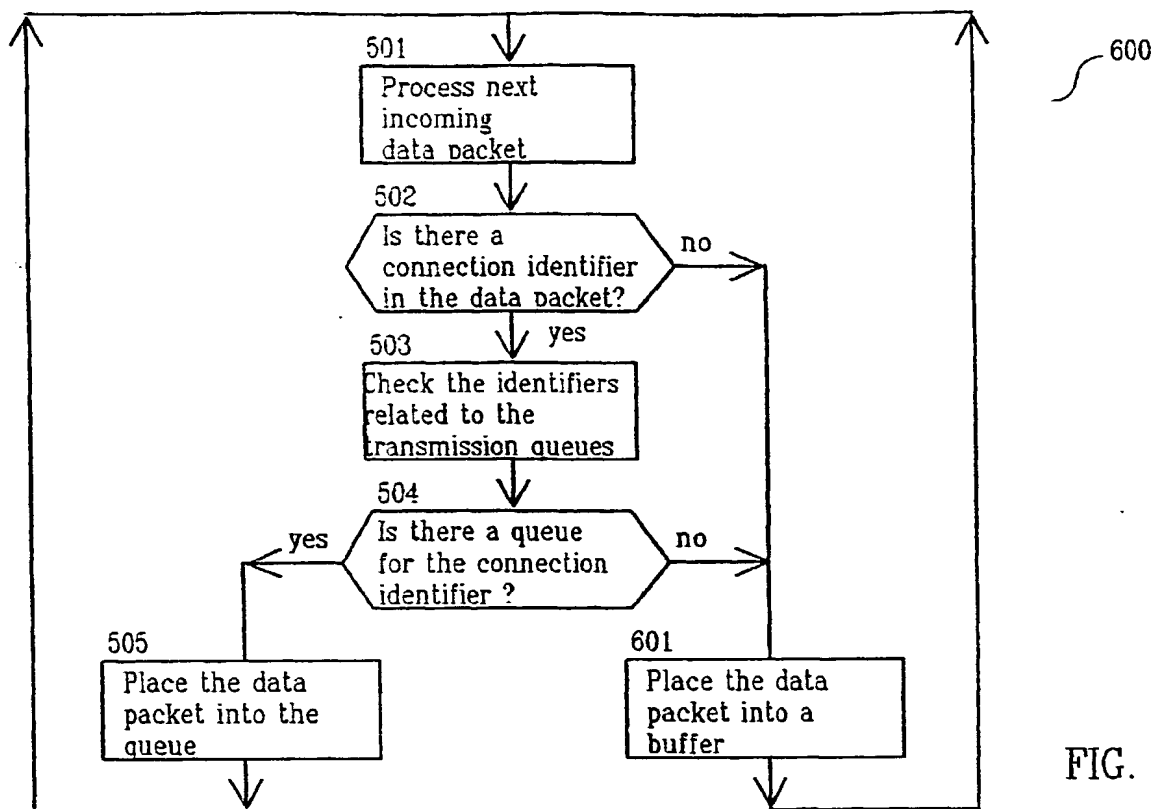 501
600
Process next
incoming
data packet
502
Is there a
connection identifier
in the data packet?
no
yes
503
Check the identifiers
related to the
transmission queues
504
Is there a queue
for the connection
identifier ?
yes
no
505
Place the data
packet into the
queue
601
Place the data
packet into a
buffer
FIG.